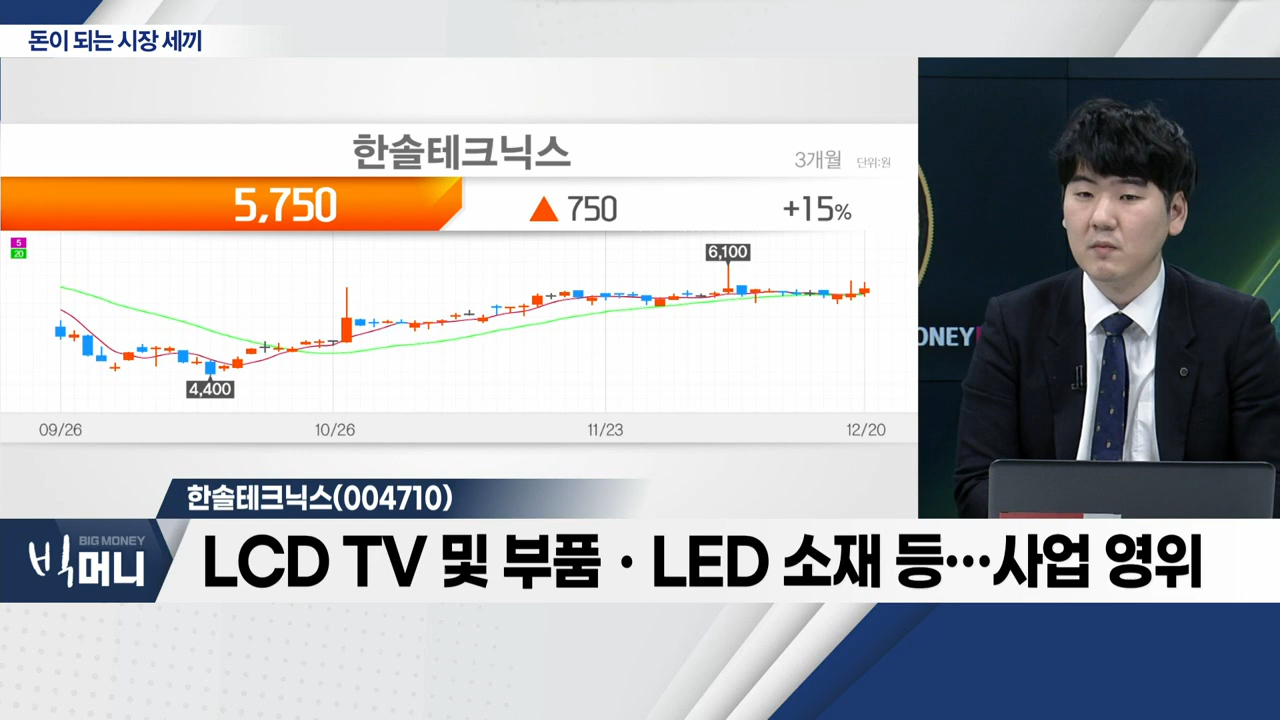 돈이 되는 시장 세끼
한솔테크닉스
3개월 단위:원
5,750 ▲ 750 +15%
5
20
6,100
4,400
09/26 10/26 11/23 12/20
ONEY
한솔테크닉스(004710)
BIG MONEY
빅머니
LCD TV 및 부품·LED 소재 등…사업 영위